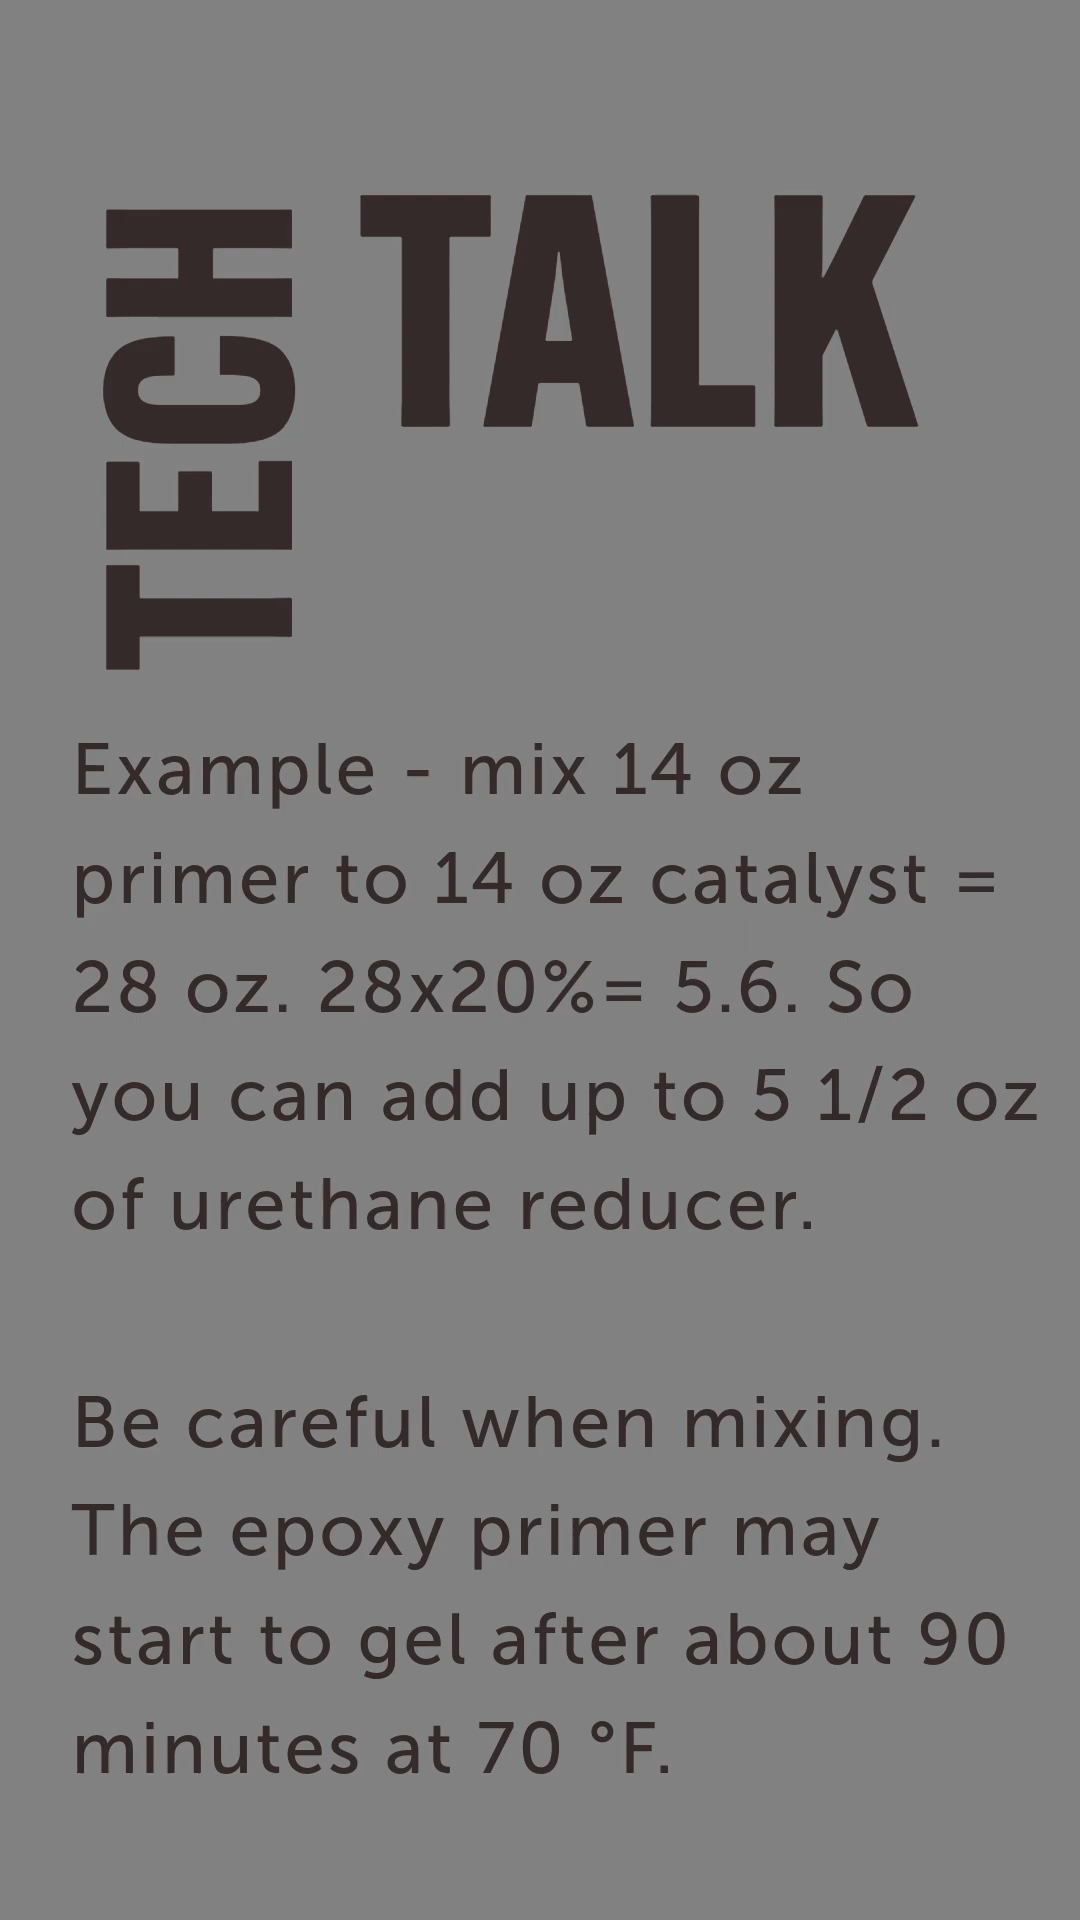 TECH TALK
Example - mix 14 oz
primer to 14 oz catalyst =
28 oz. 28x20%= 5.6. So
you can add up to 5 1/2 oz
of urethane reducer.
Be careful when mixing.
The epoxy primer may
start to gel after about 90
minutes at 70 °F.